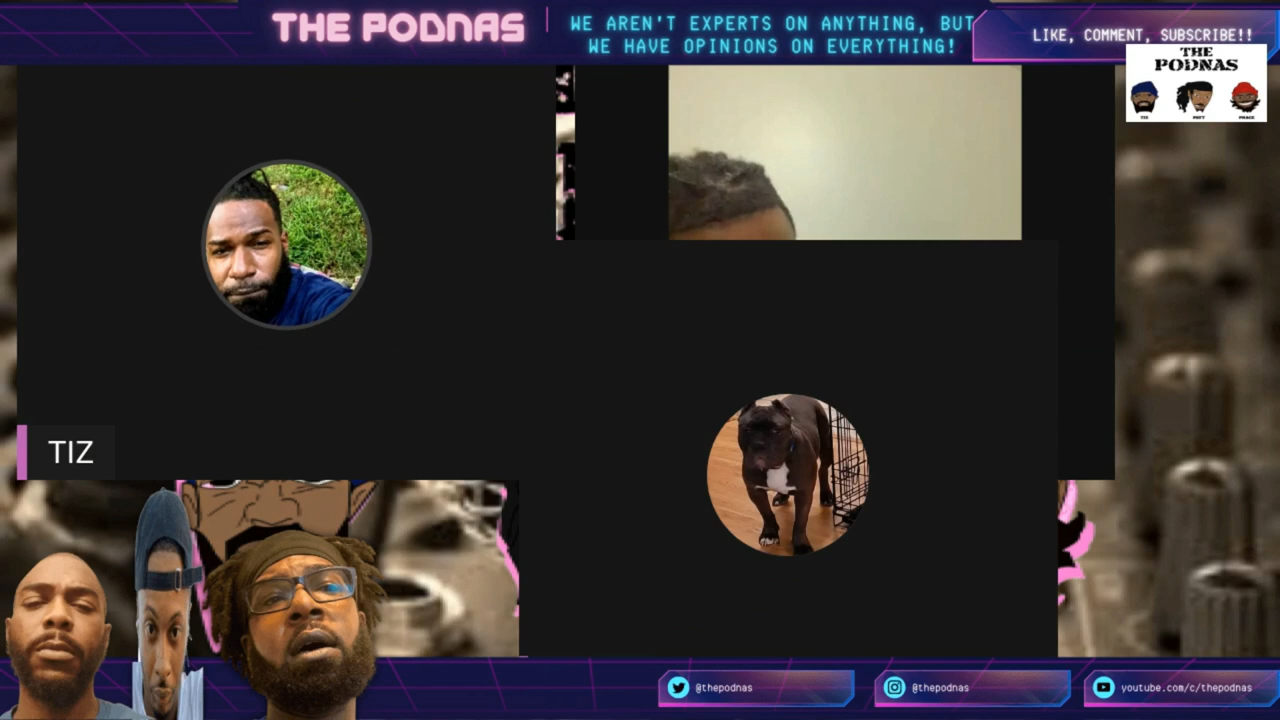 THE PODNAS
WE AREN'T EXPERTS ON ANYTHING, BUT
WE HAVE OPINIONS ON EVERYTHING!
LIKE, COMMENT, SUBSCRIBE!!
THE
PODNAS
TIZ
TIZ
@thepodnas
@thepodnas
youtube.com/c/thepodnas